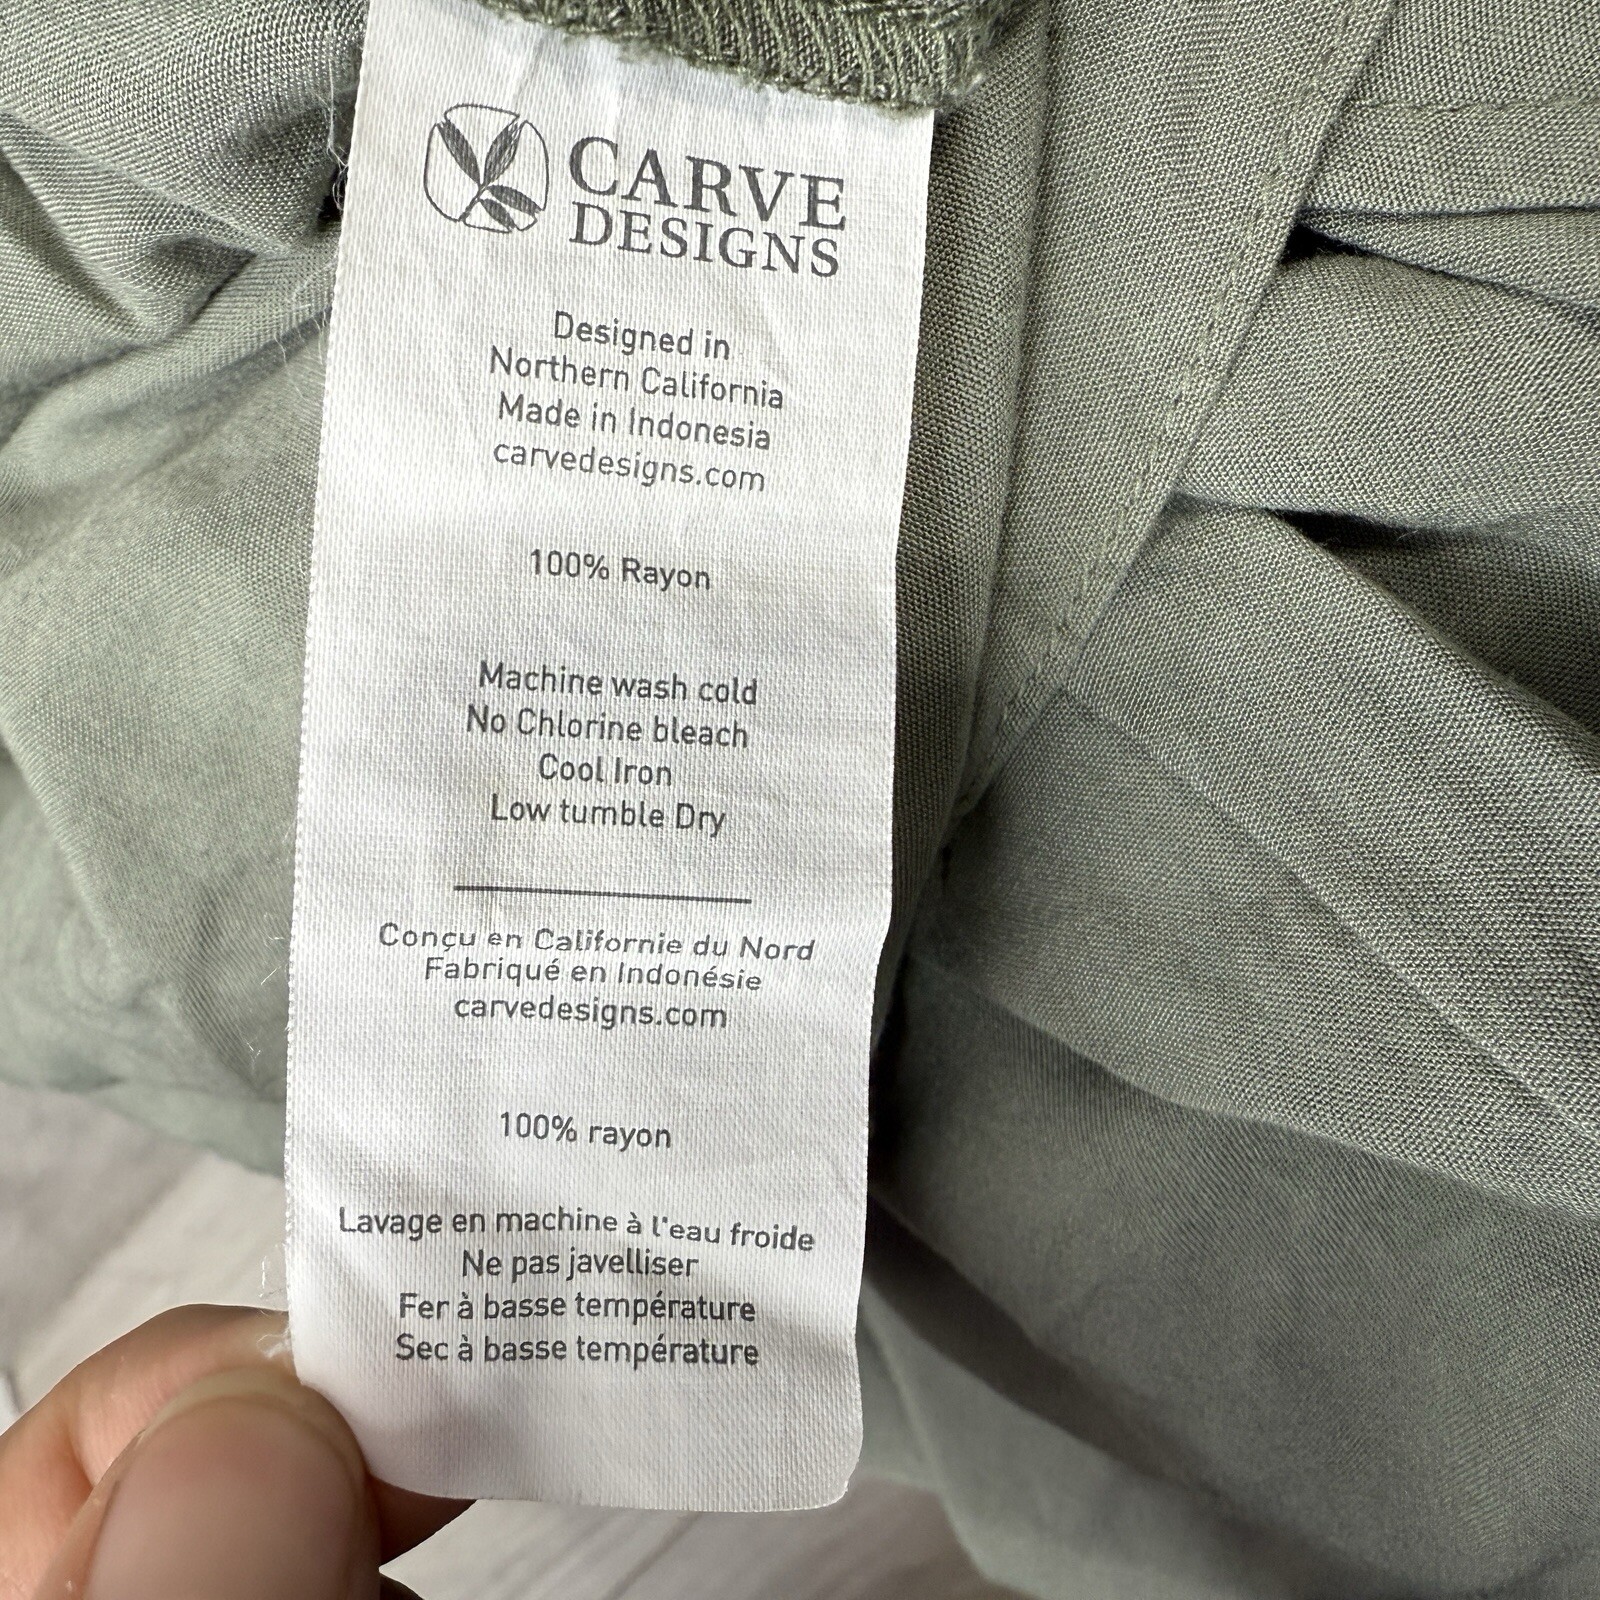 CARVE
DESIGNS
Designed in
Northern California
Made in Indonesia
carvedesigns.com
100% Rayon
Machine wash cold
No Chlorine bleach
Cool Iron
Low tumble Dry
Conçu en Californie du Nord
Fabriqué en Indonésie
carvedesigns.com
100% rayon
Lavage en machine à l'eau froide
Ne pas javelliser
Fer à basse température
Sec à basse température